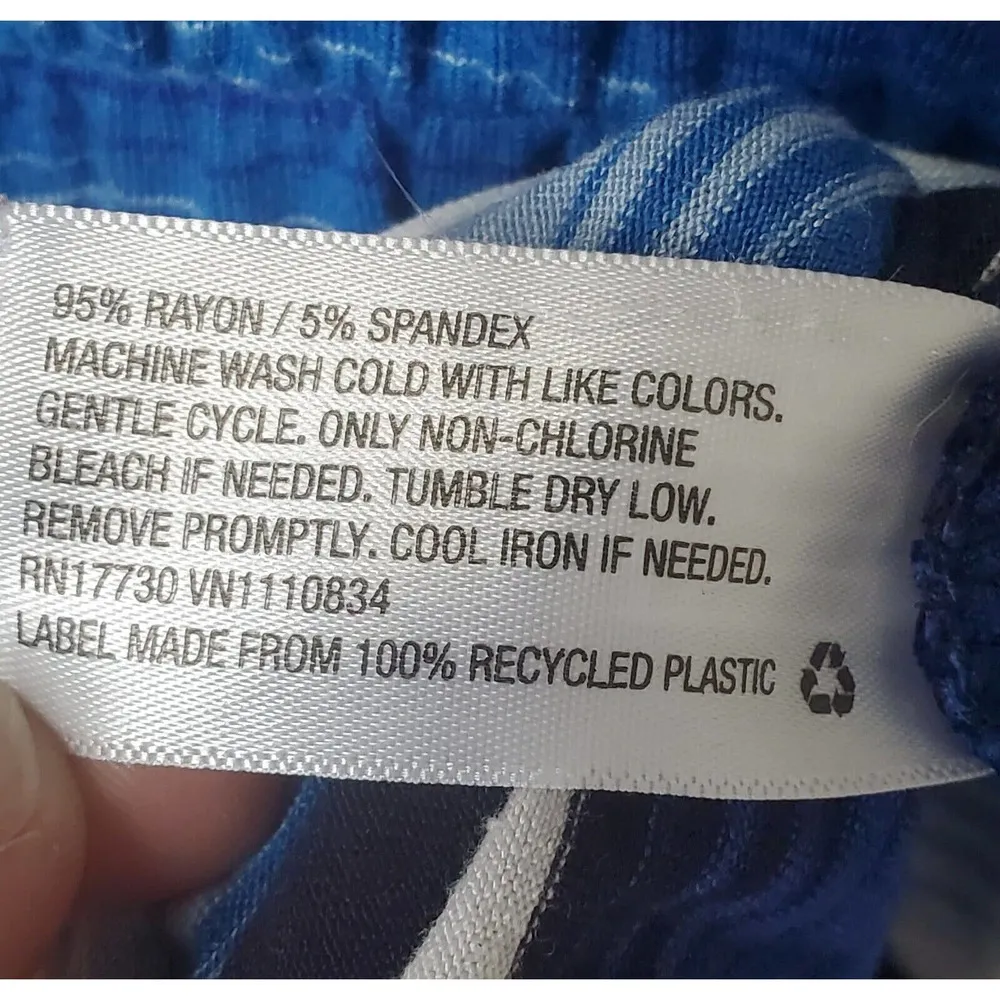 95% RAYON / 5% SPANDEX
MACHINE WASH COLD WITH LIKE COLORS.
GENTLE CYCLE. ONLY NON-CHLORINE
BLEACH IF NEEDED. TUMBLE DRY LOW.
REMOVE PROMPTLY. COOL IRON IF NEEDED.
RN17730 VN1110834
LABEL MADE FROM 100% RECYCLED PLASTIC